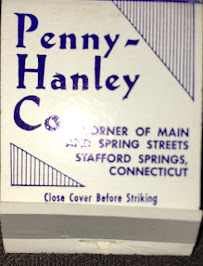 Penny-
Hanley
Co
CORNER OF MAIN
AND SPRING STREETS
STAFFORD SPRINGS,
CONNECTICUT
Close Cover Before Striking